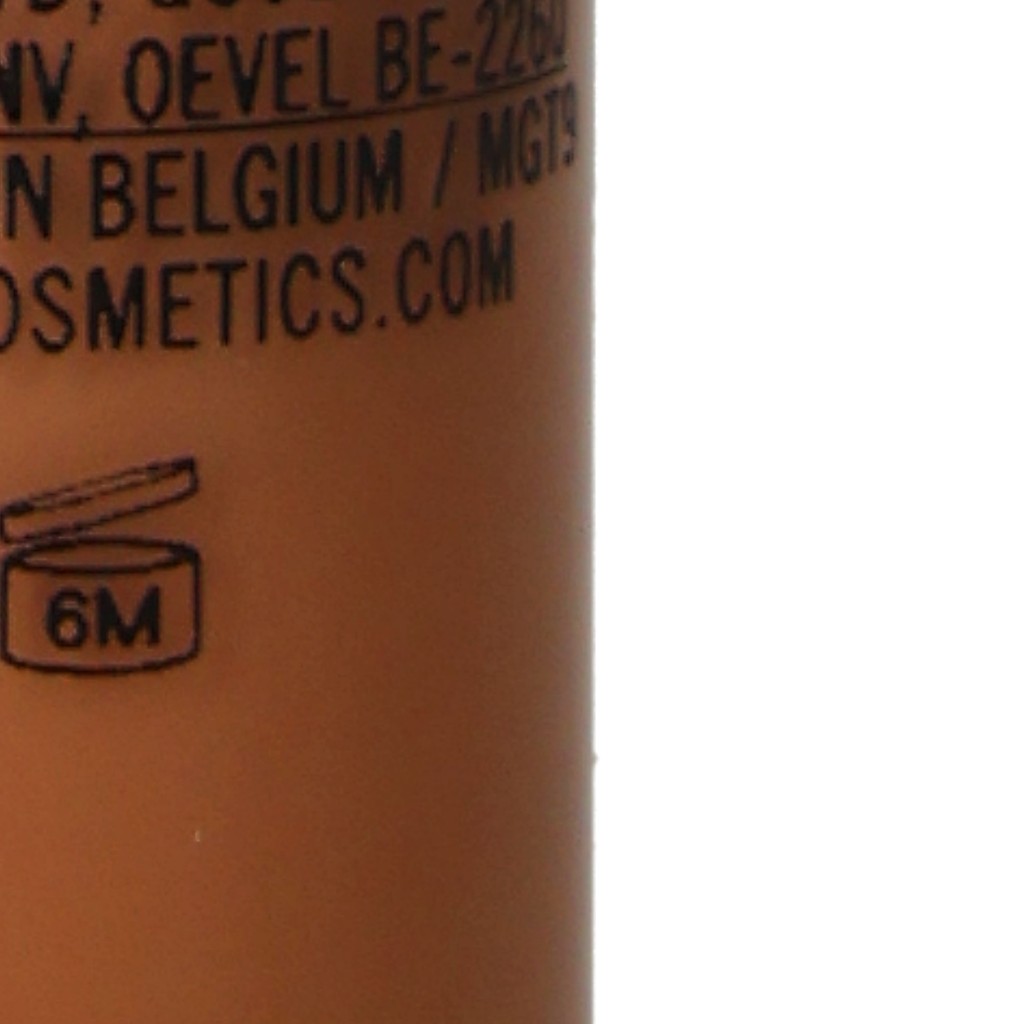 NV, OEVEL BE-2260
N BELGIUM / MGT9
OSMETICS.COM
6M